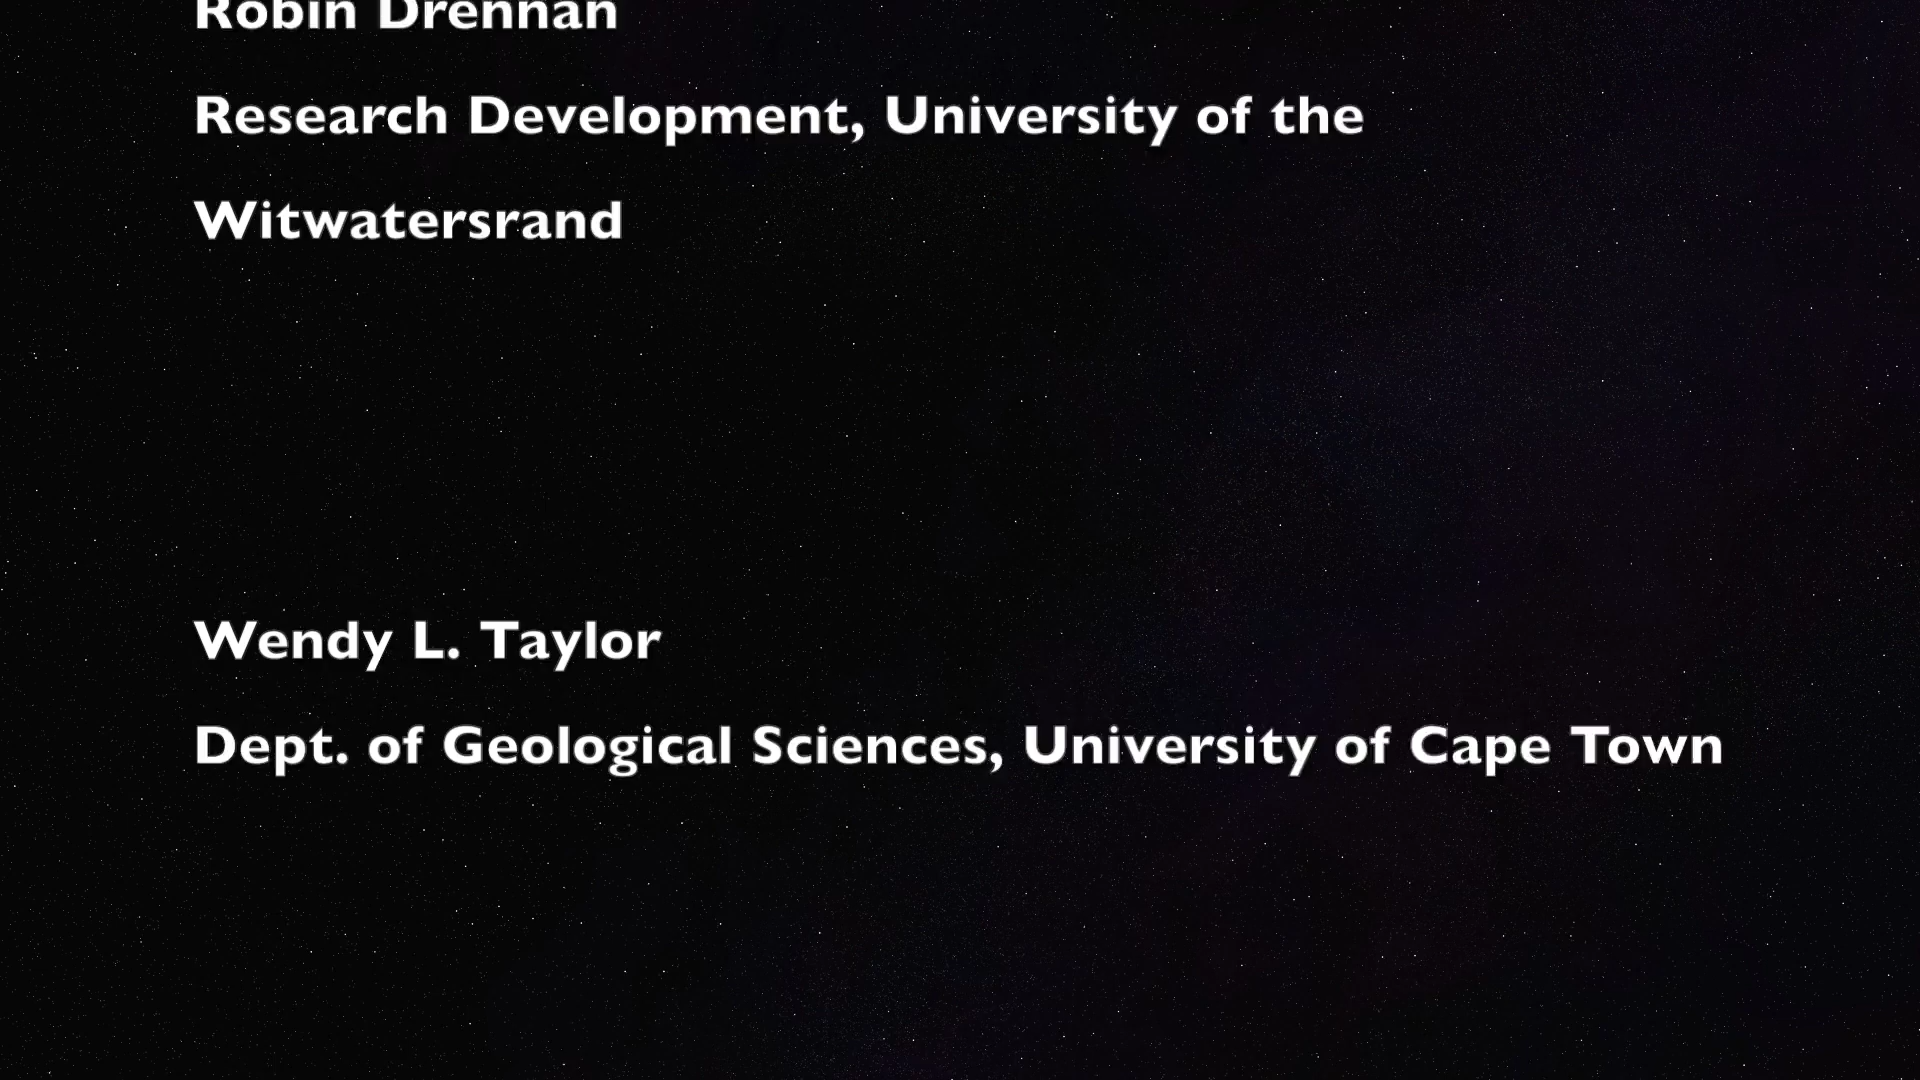 Robin Drennan
Research Development, University of the
Witwatersrand
Wendy L. Taylor
Dept. of Geological Sciences, University of Cape Town